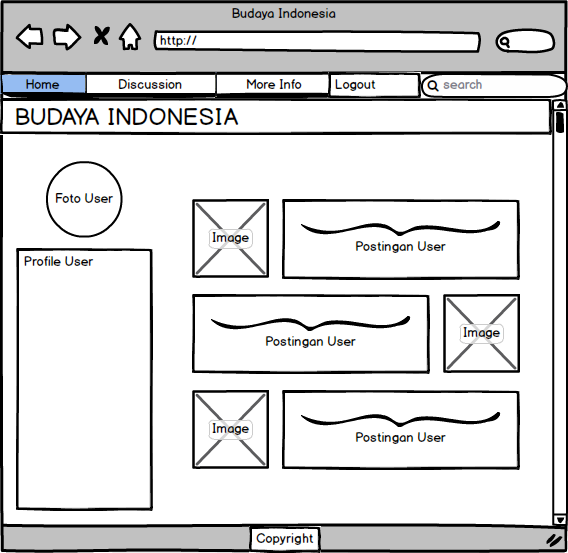 Budaya Indonesia
http://
Home
Discussion
More Info
Logout
search
BUDAYA INDONESIA
Foto User
Profile User
Image
Postingan User
Postingan User
Image
Image
Postingan User
Copyright